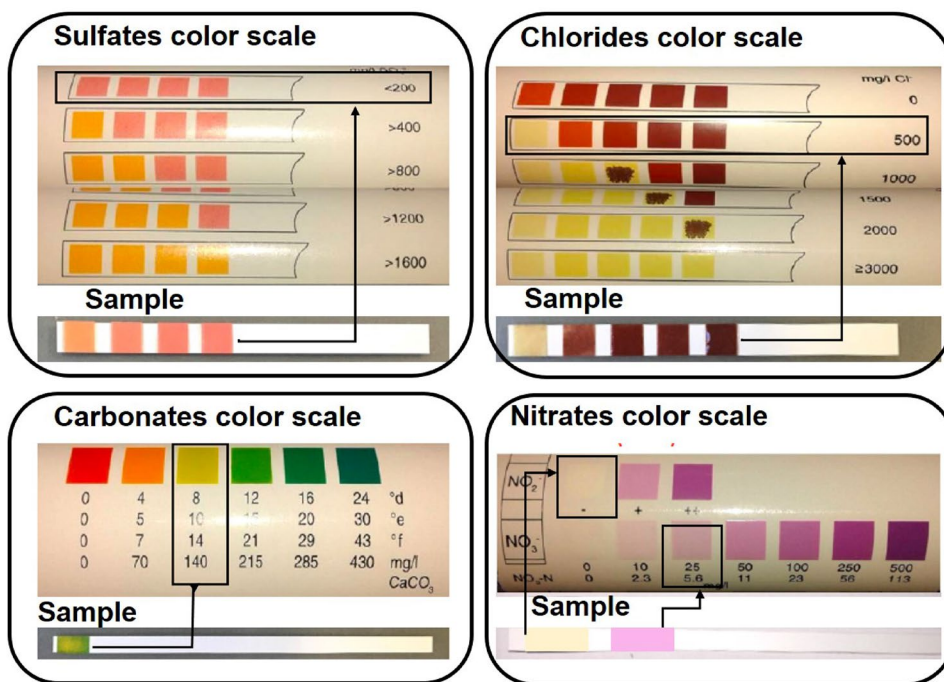 Sulfates color scale
<200
>400
>800
>1200
>1600
Sample
Chlorides color scale
mg/l Cl⁻
0
500
1000
1500
2000
≥3000
Sample
Carbonates color scale
0 4 8 12 16 24 °d
0 5 10 20 30 °e
0 7 14 21 29 43 °f
0 70 140 215 285 430 mg/l
CaCO₃
Sample
Nitrates color scale
NO₂⁻
- +
NO₃⁻
0 10 25 50 100 250 500
0 2.3 5.6 11 23 56 113
mg/l
Sample